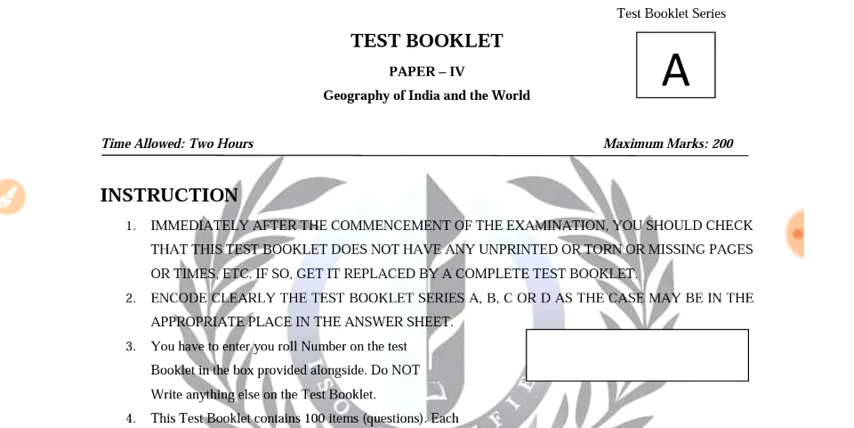 Test Booklet Series
TEST BOOKLET
A
PAPER – IV
Geography of India and the World
Time Allowed: Two Hours Maximum Marks: 200
INSTRUCTION
1. IMMEDIATELY AFTER THE COMMENCEMENT OF THE EXAMINATION, YOU SHOULD CHECK
THAT THIS TEST BOOKLET DOES NOT HAVE ANY UNPRINTED OR TORN OR MISSING PAGES
OR TIMES, ETC. IF SO, GET IT REPLACED BY A COMPLETE TEST BOOKLET.
2. ENCODE CLEARLY THE TEST BOOKLET SERIES A, B, C OR D AS THE CASE MAY BE IN THE
APPROPRIATE PLACE IN THE ANSWER SHEET.
3. You have to enter you roll Number on the test
Booklet in the box provided alongside. Do NOT
Write anything else on the Test Booklet.
4. This Test Booklet contains 100 items (questions). Each